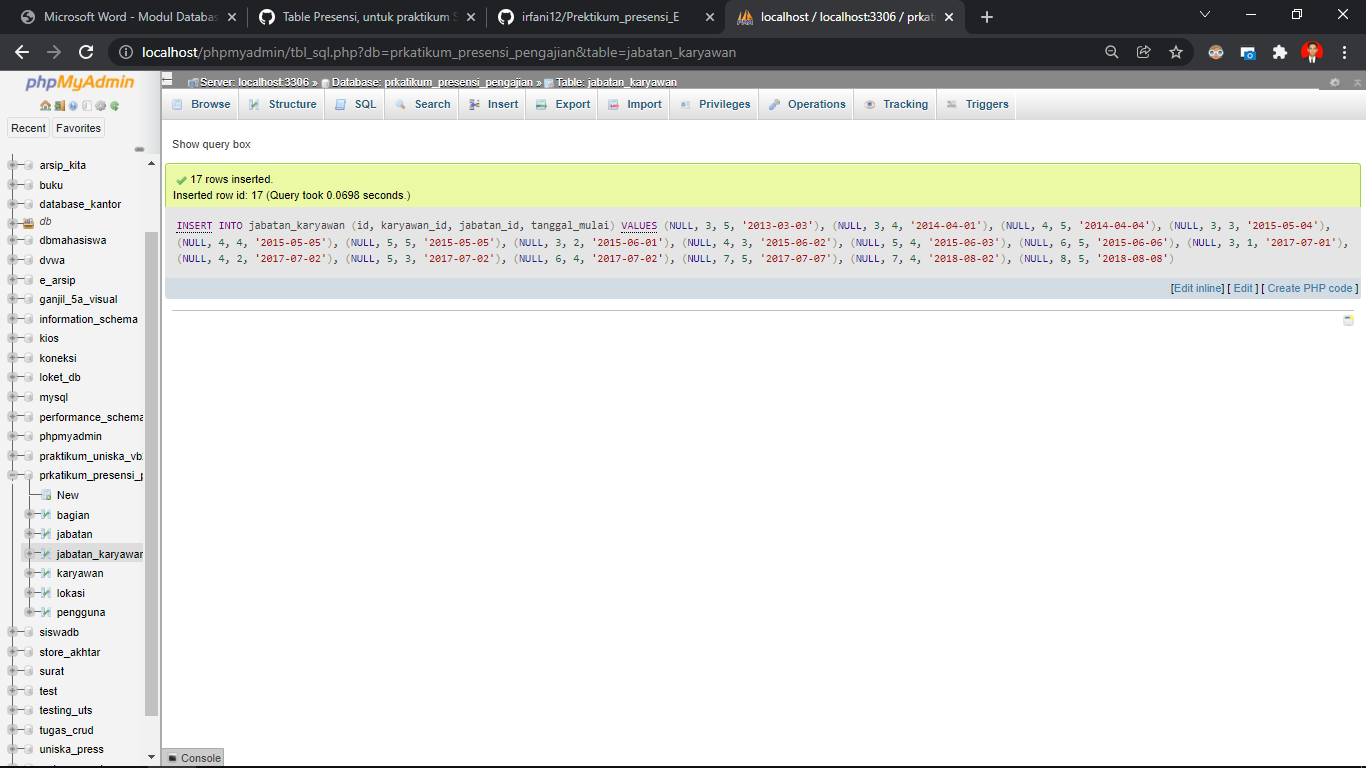 Microsoft Word - Modul Databas
Table Presensi, untuk praktikum S
irfani12/Prektikum_presensi_E
localhost / localhost:3306 / prkati
localhost/phpmyadmin/tbl_sql.php?db=prkatikum_presensi_pengajian&table=jabatan_karyawan
phpMyAdmin
Server: localhost:3306 » Database: prkatikum_presensi_pengajian » Table: jabatan_karyawan
Browse Structure SQL Search Insert Export Import Privileges Operations Tracking Triggers
Recent Favorites
Show query box
17 rows inserted.
Inserted row id: 17 (Query took 0.0698 seconds.)
INSERT INTO jabatan_karyawan (id, karyawan_id, jabatan_id, tanggal_mulai) VALUES (NULL, 3, 5, '2013-03-03'), (NULL, 3, 4, '2014-04-01'), (NULL, 4, 5, '2014-04-04'), (NULL, 3, 3, '2015-05-04'),
(NULL, 4, 4, '2015-05-05'), (NULL, 5, 5, '2015-05-05'), (NULL, 3, 2, '2015-06-01'), (NULL, 4, 3, '2015-06-02'), (NULL, 5, 4, '2015-06-03'), (NULL, 6, 5, '2015-06-06'), (NULL, 3, 1, '2017-07-01'),
(NULL, 4, 2, '2017-07-02'), (NULL, 5, 3, '2017-07-02'), (NULL, 6, 4, '2017-07-02'), (NULL, 7, 5, '2017-07-07'), (NULL, 7, 4, '2018-08-02'), (NULL, 8, 5, '2018-08-08')
[Edit inline] [ Edit ] [ Create PHP code ]
arsip_kita
buku
database_kantor
db
dbmahasiswa
dvwa
e_arsip
ganjil_5a_visual
information_schema
kios
koneksi
loket_db
mysql
performance_schema
phpmyadmin
praktikum_uniska_vb
prkatikum_presensi_p
New
bagian
jabatan
jabatan_karyawan
karyawan
lokasi
pengguna
siswadb
store_akhtar
surat
test
testing_uts
tugas_crud
uniska_press
Console